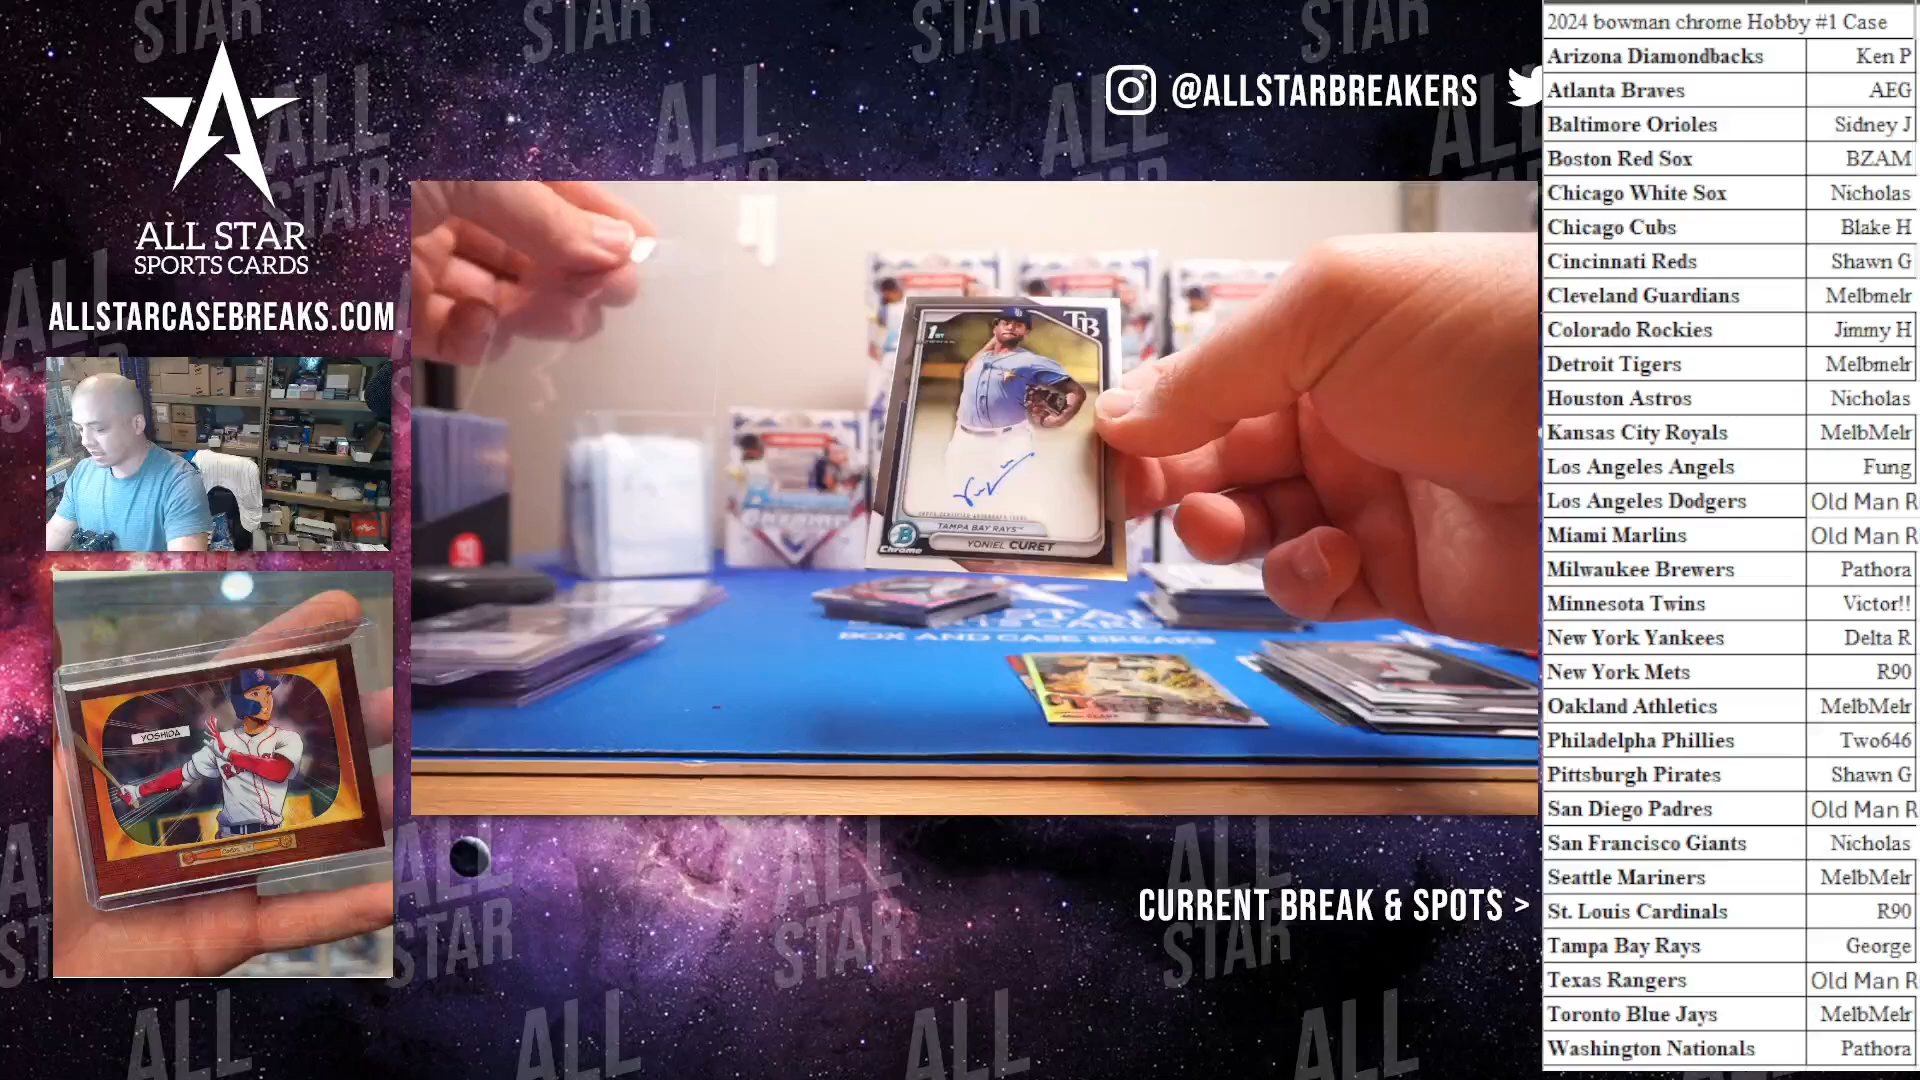 ALL STAR
SPORTS CARDS
ALLSTARCASEBREAKS.COM
@ALLSTARBREAKERS
1ST
TB
TAMPA BAY RAYS
YONIEL CURET
Chrome
BOX AND CASE BREAKS
YOSHIDA
CURRENT BREAK & SPOTS >
2024 bowman chrome Hobby #1 Case
Arizona Diamondbacks Ken P
Atlanta Braves AEG
Baltimore Orioles Sidney J
Boston Red Sox BZAM
Chicago White Sox Nicholas
Chicago Cubs Blake H
Cincinnati Reds Shawn G
Cleveland Guardians Melbmelr
Colorado Rockies Jimmy H
Detroit Tigers Melbmelr
Houston Astros Nicholas
Kansas City Royals MelbMelr
Los Angeles Angels Fung
Los Angeles Dodgers Old Man R
Miami Marlins Old Man R
Milwaukee Brewers Pathora
Minnesota Twins Victor!!
New York Yankees Delta R
New York Mets R90
Oakland Athletics MelbMelr
Philadelpha Phillies Two646
Pittsburgh Pirates Shawn G
San Diego Padres Old Man R
San Francisco Giants Nicholas
Seattle Mariners MelbMelr
St. Louis Cardinals R90
Tampa Bay Rays George
Texas Rangers Old Man R
Toronto Blue Jays MelbMelr
Washington Nationals Pathora